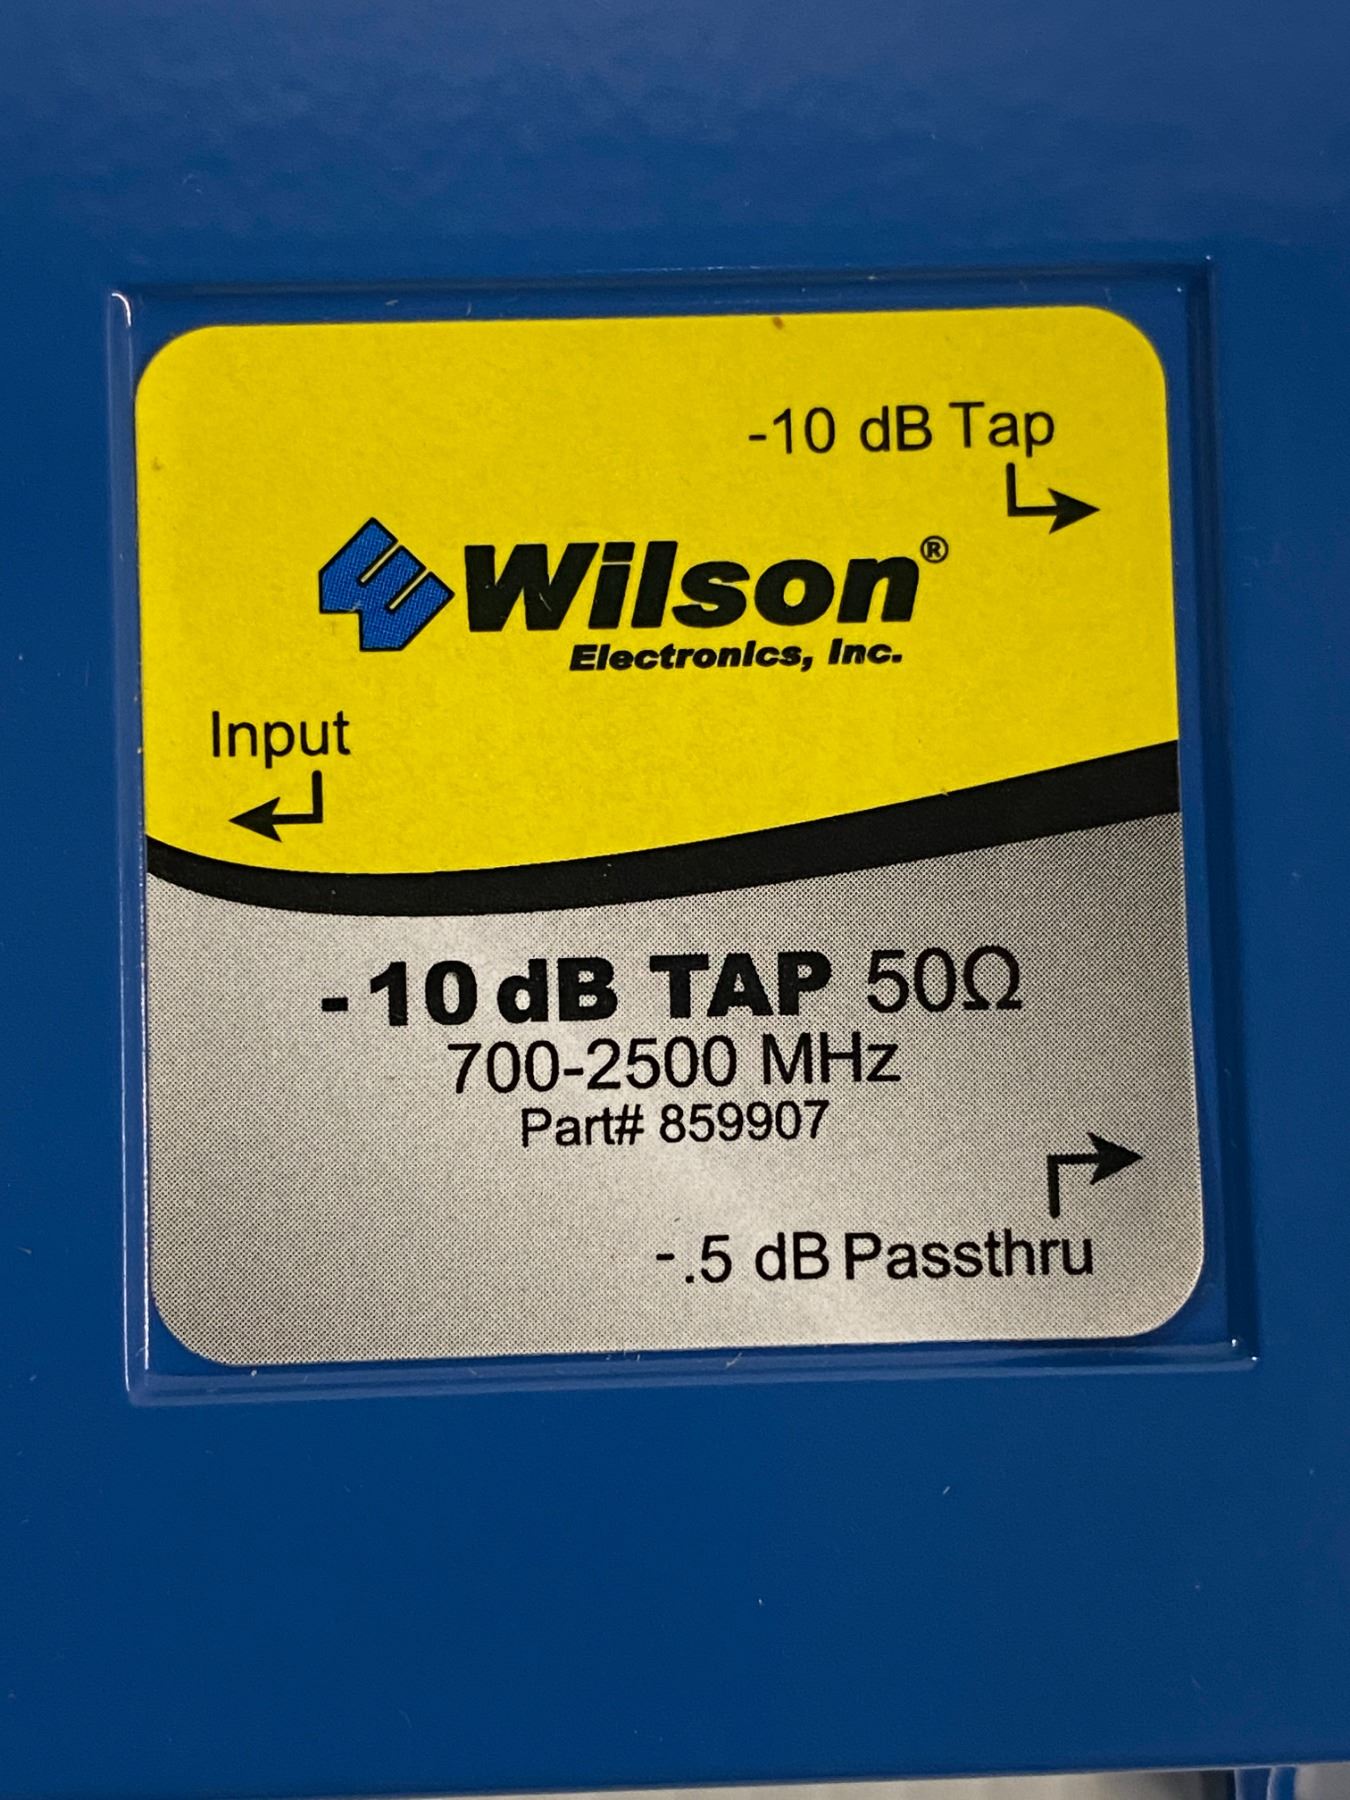 -10 dB Tap
Wilson®
Electronics, Inc.
Input
-10 dB TAP 50Ω
700-2500 MHz
Part# 859907
-.5 dB Passthru